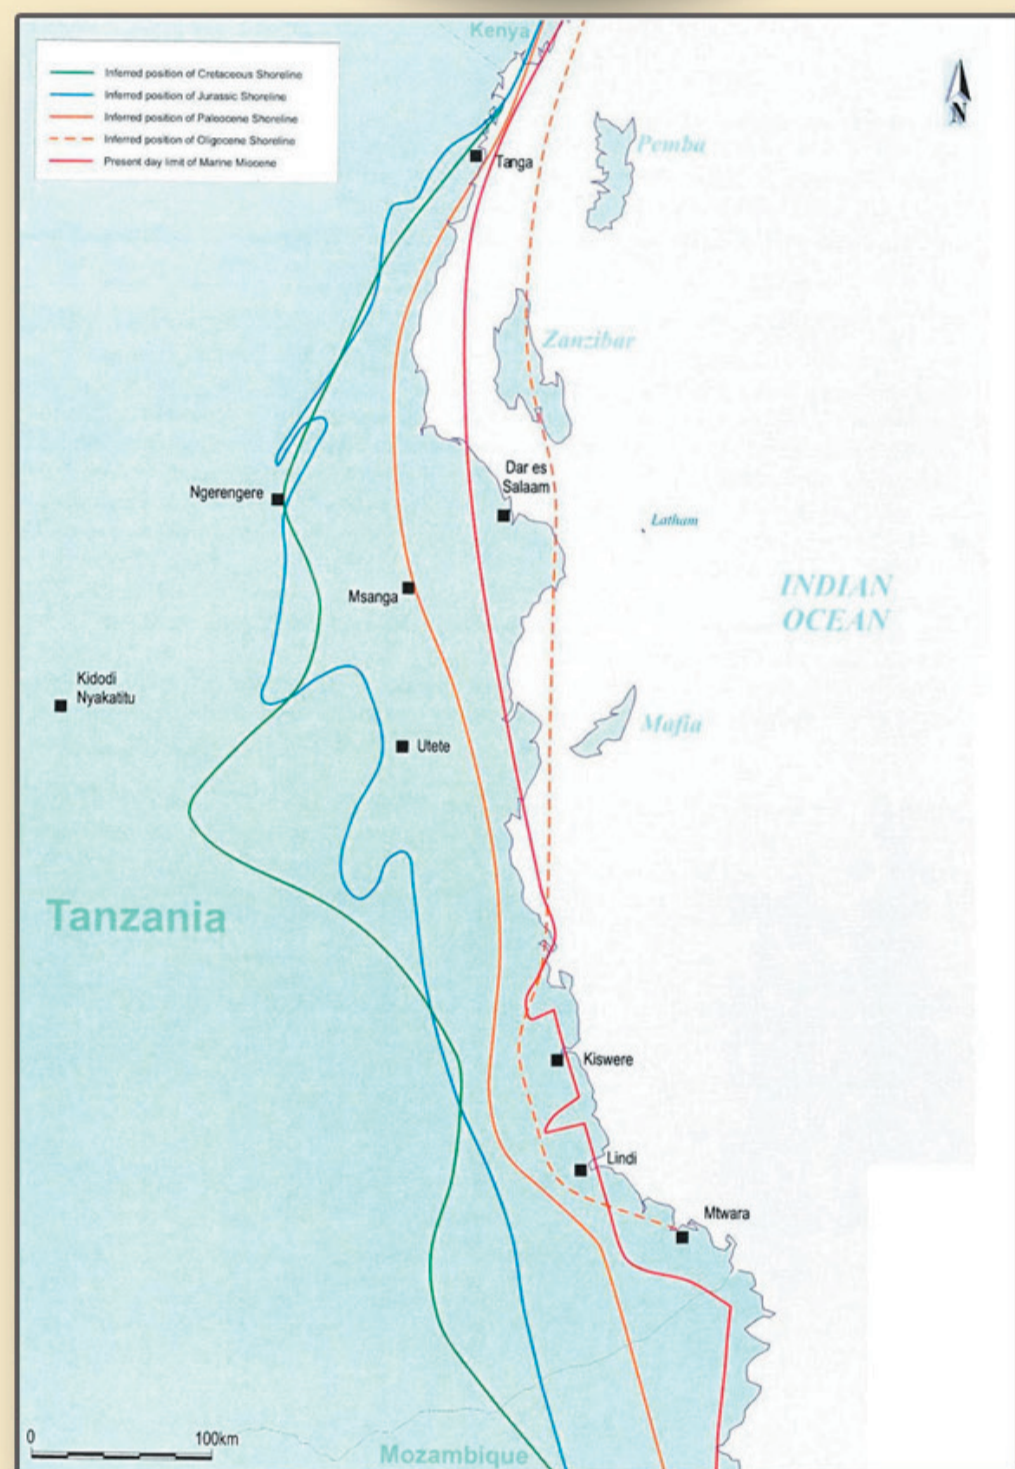 Kenya
Inferred position of Cretaceous Shoreline
Inferred position of Jurassic Shoreline
Inferred position of Paleocene Shoreline
Inferred position of Oligocene Shoreline
Present day limit of Marine Miocene
N
Pemba
Tanga
Zanzibar
Dar es
Salaam
Ngerengere
Latham
INDIAN
OCEAN
Msanga
Kidodi
Nyakatitu
Mafia
Utete
Tanzania
Kiswere
Lindi
Mtwara
0
100km
Mozambique